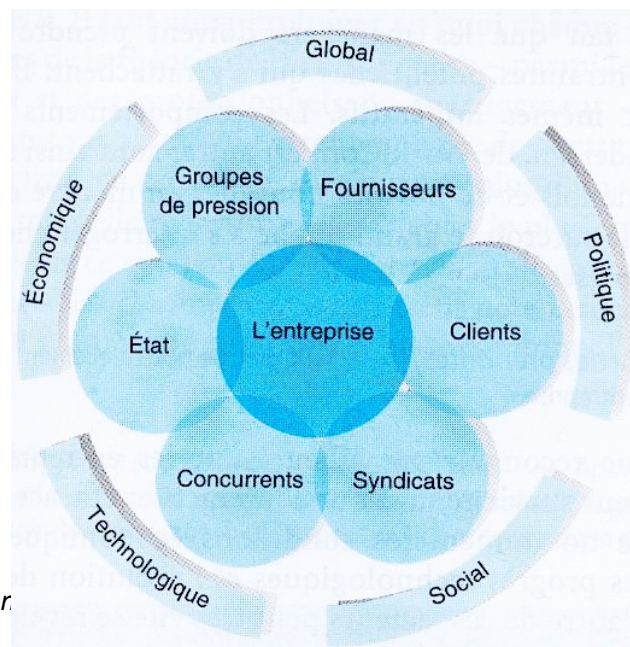 Global
Groupes
de pression
Fournisseurs
Économique
Politique
État
L'entreprise
Clients
Concurrents
Syndicats
Technologique
Social